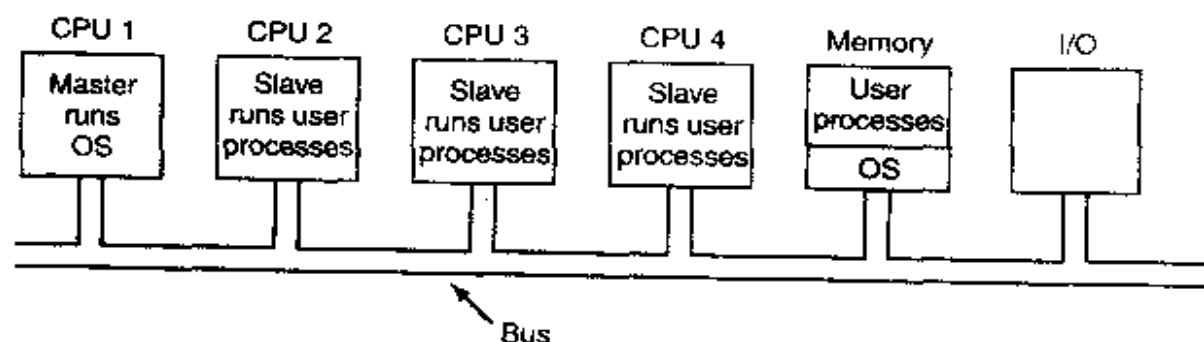 CPU 1
CPU 2
CPU 3
CPU 4
Memory
I/O
Master
runs
OS
Slave
runs user
processes
Slave
runs user
processes
Slave
runs user
processes
User
processes
OS
Bus